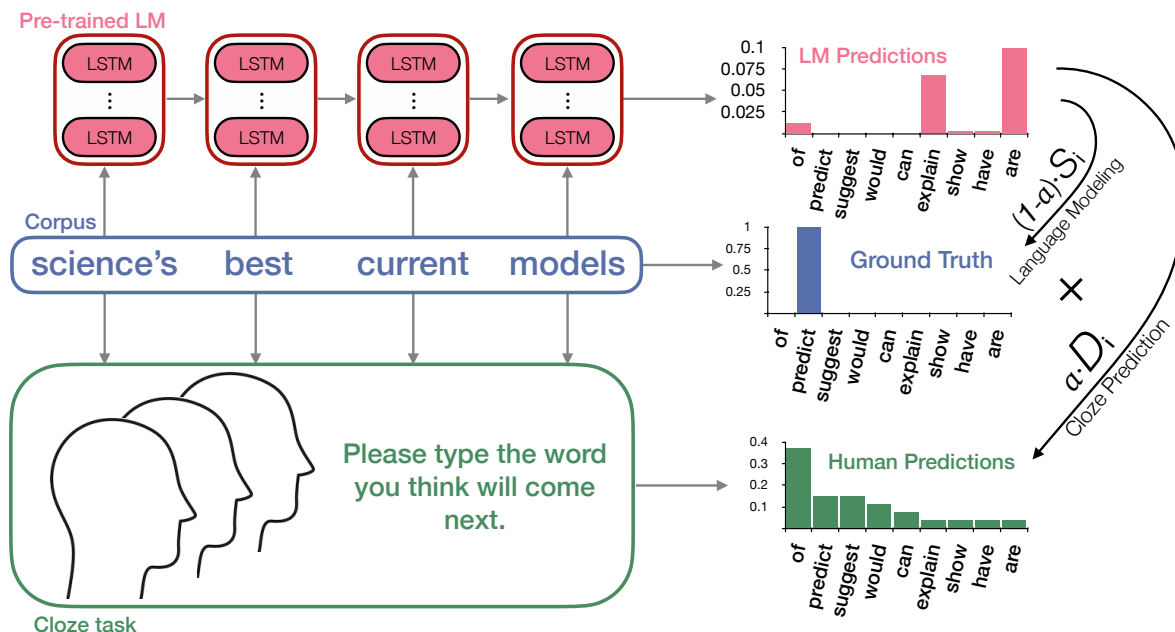 Pre-trained LM
LSTM LSTM LSTM LSTM
... ... ... ...
LSTM LSTM LSTM LSTM
LM Predictions
0.1
0.075
0.05
0.025
of predict suggest would can explain show have are
(1-a)·Sᵢ
Language Modeling
Corpus
science's best current models
Ground Truth
1
0.75
0.5
0.25
of predict suggest would can explain show have are
×
a·Dᵢ
Cloze Prediction
Please type the word
you think will come
next.
Human Predictions
0.4
0.3
0.2
0.1
of predict suggest would can explain show have are
Cloze task